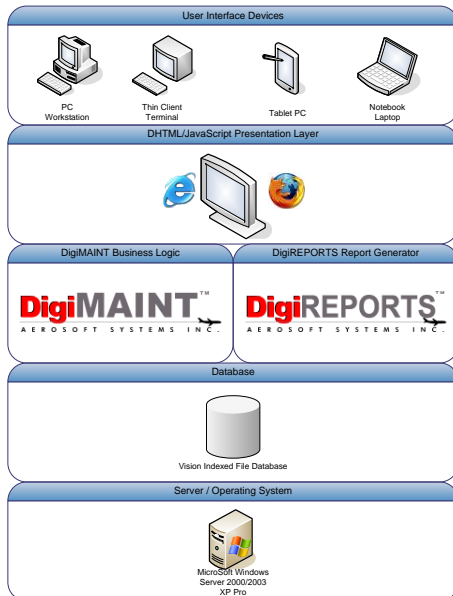 User Interface Devices
PC
Workstation
Thin Client
Terminal
Tablet PC
Notebook
Laptop
DHTML/JavaScript Presentation Layer
DigiMAINT Business Logic
DigiREPORTS Report Generator
DigiMAINT™
AEROSOFT SYSTEMS INC.
DigiREPORTS™
AEROSOFT SYSTEMS INC.
Database
Vision Indexed File Database
Server / Operating System
MicroSoft Windows
Server 2000/2003
XP Pro